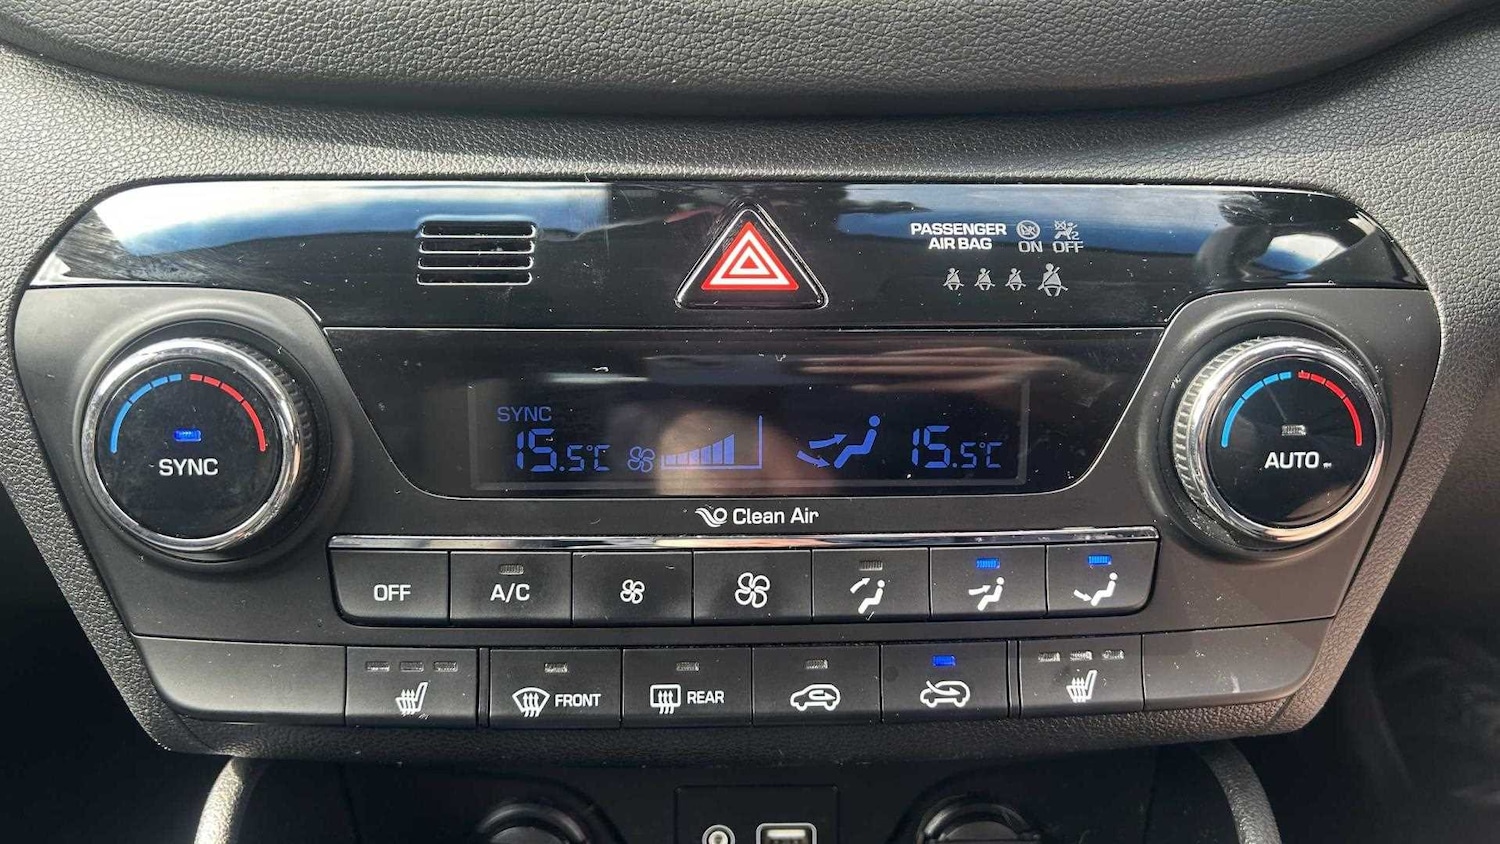 PASSENGER
AIR BAG
ON OFF
SYNC
15.5°C
15.5°C
SYNC
AUTO
Clean Air
OFF
A/C
FRONT
REAR